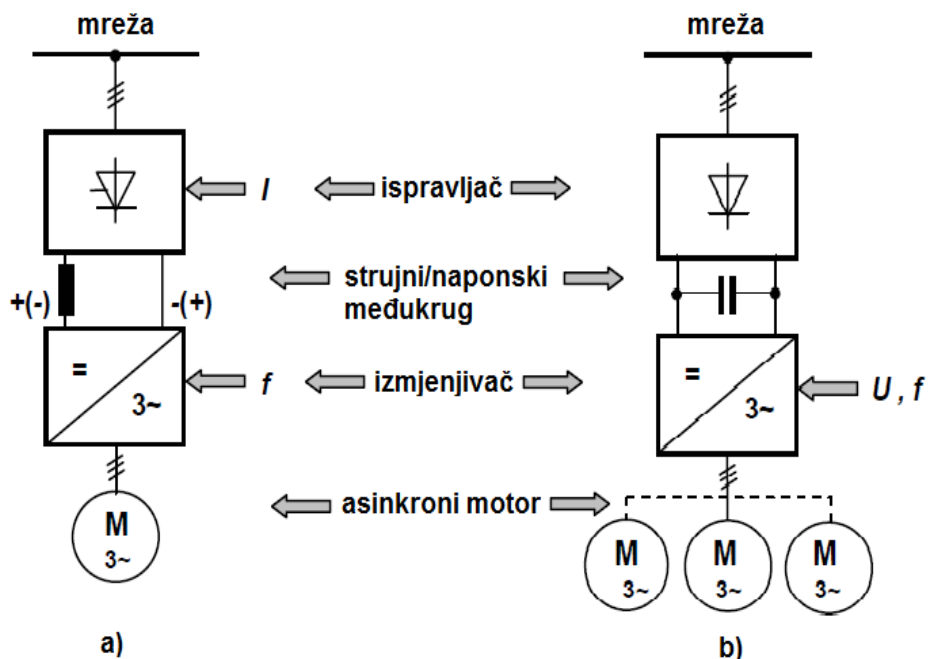 mreža
mreža
I
ispravljač
+(-)
-(+)
strujni/naponski
međukrug
=
3~
f
izmjenjivač
=
3~
U , f
asinkroni motor
M
3~
M
3~
M
3~
M
3~
a)
b)